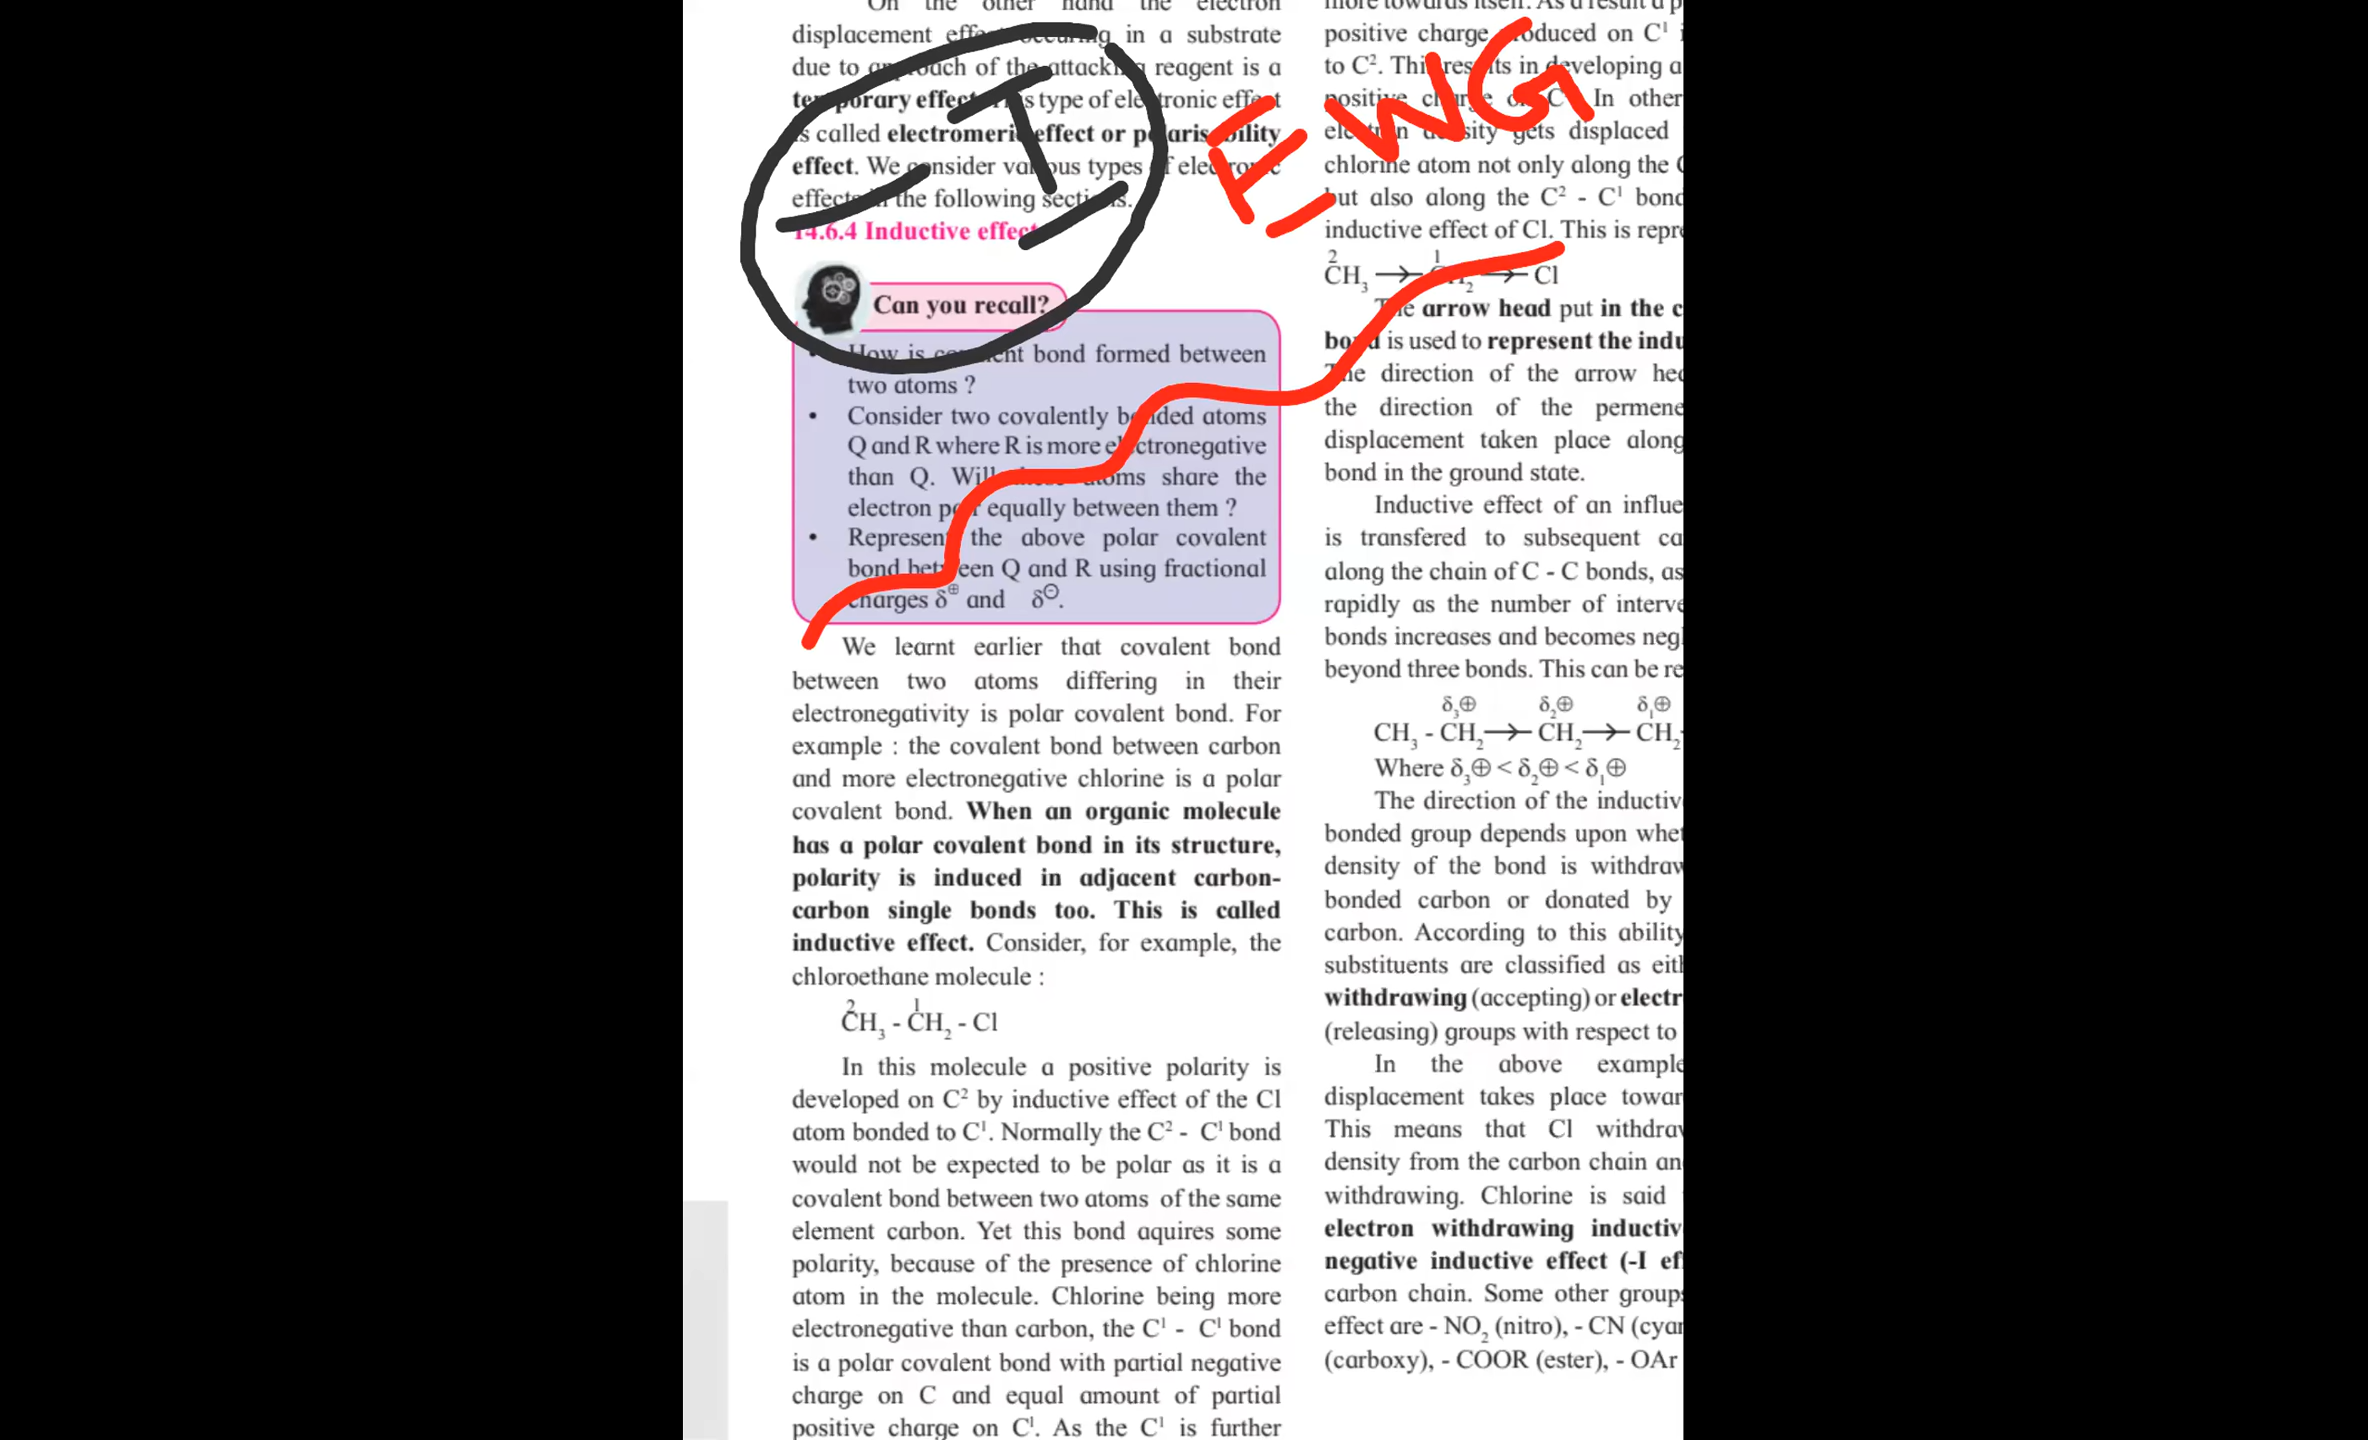 On the other hand the electron
displacement effect occuring in a substrate
due to approach of the attacking reagent is a
temporary effect. This type of electronic effect
is called electromeric effect or polarisability
effect. We consider various types of electronic
effects in the following sections.
14.6.4 Inductive effect
Can you recall?
• How is covalent bond formed between
two atoms ?
• Consider two covalently bonded atoms
Q and R where R is more electronegative
than Q. Will these atoms share the
electron pair equally between them ?
• Represent the above polar covalent
bond between Q and R using fractional
charges δ⊕ and δ⊖.
We learnt earlier that covalent bond
between two atoms differing in their
electronegativity is polar covalent bond. For
example : the covalent bond between carbon
and more electronegative chlorine is a polar
covalent bond. When an organic molecule
has a polar covalent bond in its structure,
polarity is induced in adjacent carbon-
carbon single bonds too. This is called
inductive effect. Consider, for example, the
chloroethane molecule :
2 1
CH₃ - CH₂ - Cl
In this molecule a positive polarity is
developed on C² by inductive effect of the Cl
atom bonded to C¹. Normally the C² - C¹ bond
would not be expected to be polar as it is a
covalent bond between two atoms of the same
element carbon. Yet this bond aquires some
polarity, because of the presence of chlorine
atom in the molecule. Chlorine being more
electronegative than carbon, the C¹ - C¹ bond
is a polar covalent bond with partial negative
charge on C and equal amount of partial
positive charge on C¹. As the C¹ is further
-I
EWG
more towards itself. As a result a p
positive charge produced on C¹
to C². This results in developing a
positive charge on C In other
electron density gets displaced
chlorine atom not only along the C
but also along the C² - C¹ bond
inductive effect of Cl. This is repre
2 1
CH₃ → CH₂ → Cl
The arrow head put in the c
bond is used to represent the indu
The direction of the arrow hea
the direction of the permene
displacement taken place along
bond in the ground state.
Inductive effect of an influe
is transfered to subsequent ca
along the chain of C - C bonds, as
rapidly as the number of interve
bonds increases and becomes negl
beyond three bonds. This can be re
δ₃⊕ δ₂⊕ δ₁⊕
CH₃ - CH₂ → CH₂ → CH₂
Where δ₃⊕ < δ₂⊕ < δ₁⊕
The direction of the inductiv
bonded group depends upon whet
density of the bond is withdraw
bonded carbon or donated by
carbon. According to this ability
substituents are classified as eith
withdrawing (accepting) or electr
(releasing) groups with respect to
In the above example
displacement takes place towar
This means that Cl withdraw
density from the carbon chain an
withdrawing. Chlorine is said
electron withdrawing inductiv
negative inductive effect (-I ef
carbon chain. Some other groups
effect are - NO₂ (nitro), - CN (cyan
(carboxy), - COOR (ester), - OAr